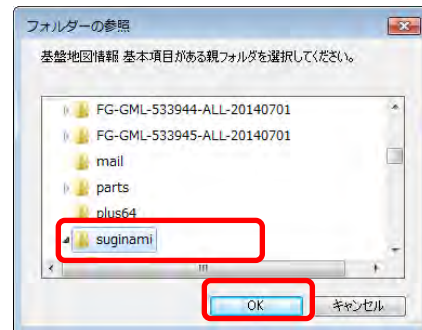 フォルダーの参照
基盤地図情報 基本項目がある親フォルダを選択してください。
FG-GML-533944-ALL-20140701
FG-GML-533945-ALL-20140701
mail
parts
plus64
suginami
OK キャンセル